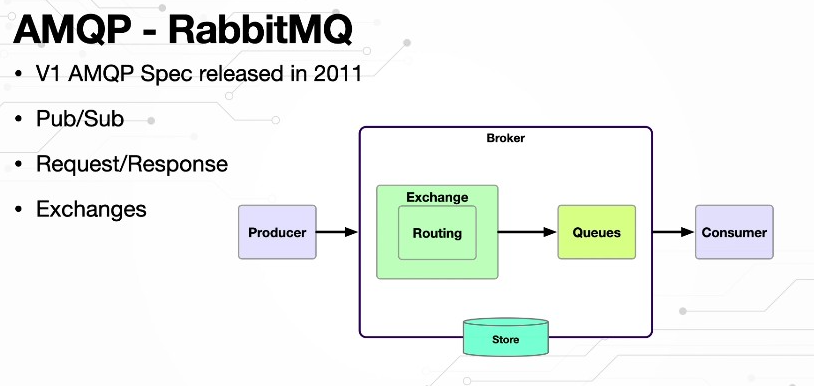 AMQP - RabbitMQ
• V1 AMQP Spec released in 2011
• Pub/Sub
• Request/Response
• Exchanges
Broker
Exchange
Producer
Routing
Queues
Consumer
Store